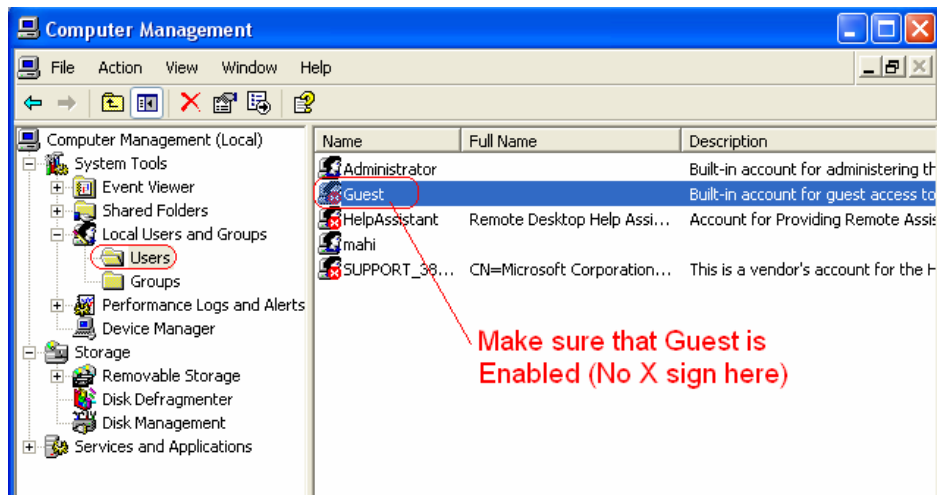 Computer Management
File Action View Window Help
Computer Management (Local)
System Tools
Event Viewer
Shared Folders
Local Users and Groups
Users
Groups
Performance Logs and Alerts
Device Manager
Storage
Removable Storage
Disk Defragmenter
Disk Management
Services and Applications
Name Full Name Description
Administrator Built-in account for administering th
Guest Built-in account for guest access to
HelpAssistant Remote Desktop Help Assi... Account for Providing Remote Assis
mahi
SUPPORT_38... CN=Microsoft Corporation... This is a vendor's account for the H
Make sure that Guest is
Enabled (No X sign here)